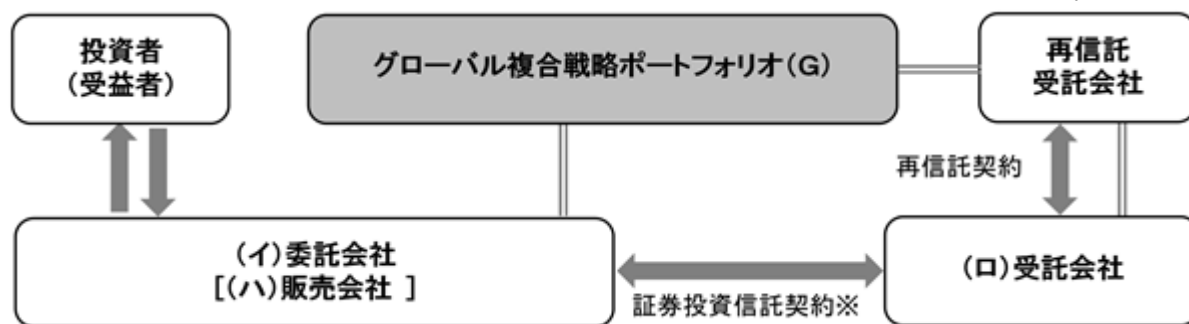 投資者
(受益者)
グローバル複合戦略ポートフォリオ(G)
再信託
受託会社
再信託契約
(イ)委託会社
[(ハ)販売会社 ]
証券投資信託契約※
(ロ)受託会社